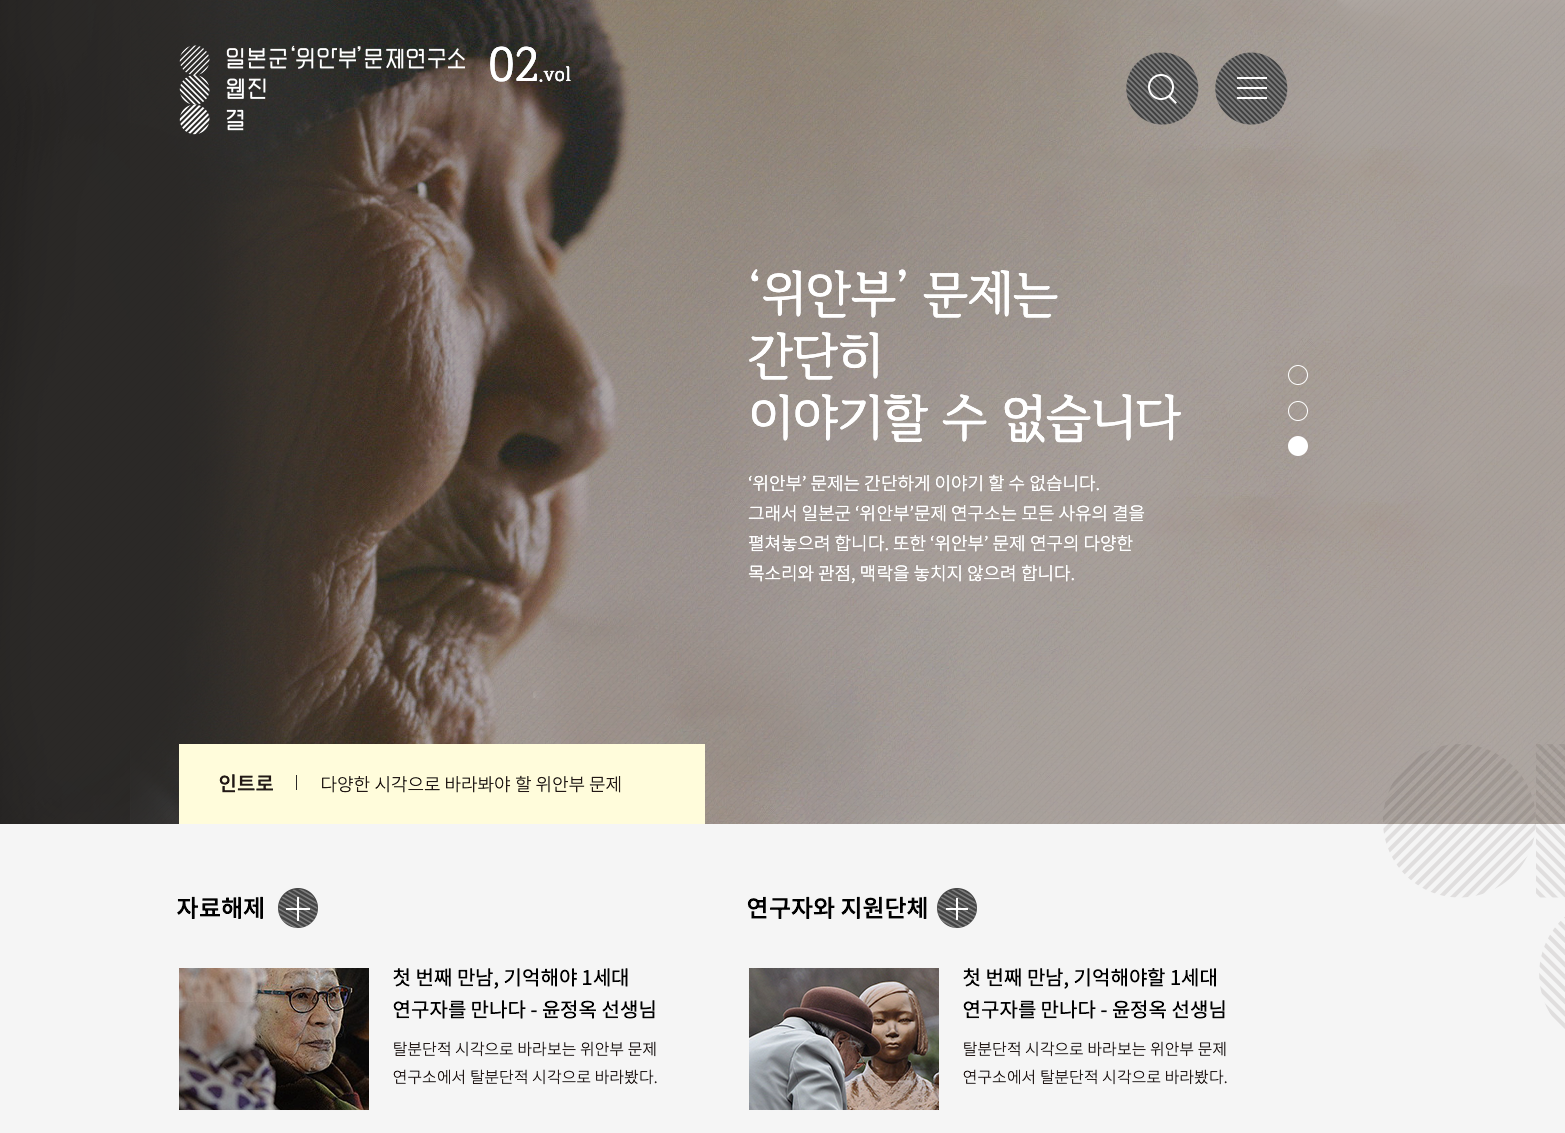 일본군‘위안부’문제연구소
웹진
결
02.vol
‘위안부’ 문제는
간단히
이야기할 수 없습니다
‘위안부’ 문제는 간단하게 이야기 할 수 없습니다.
그래서 일본군 ‘위안부’문제 연구소는 모든 사유의 결을
펼쳐놓으려 합니다. 또한 ‘위안부’ 문제 연구의 다양한
목소리와 관점, 맥락을 놓치지 않으려 합니다.
인트로 | 다양한 시각으로 바라봐야 할 위안부 문제
자료해제
첫 번째 만남, 기억해야 1세대
연구자를 만나다 - 윤정옥 선생님
탈분단적 시각으로 바라보는 위안부 문제
연구소에서 탈분단적 시각으로 바라봤다.
연구자와 지원단체
첫 번째 만남, 기억해야할 1세대
연구자를 만나다 - 윤정옥 선생님
탈분단적 시각으로 바라보는 위안부 문제
연구소에서 탈분단적 시각으로 바라봤다.